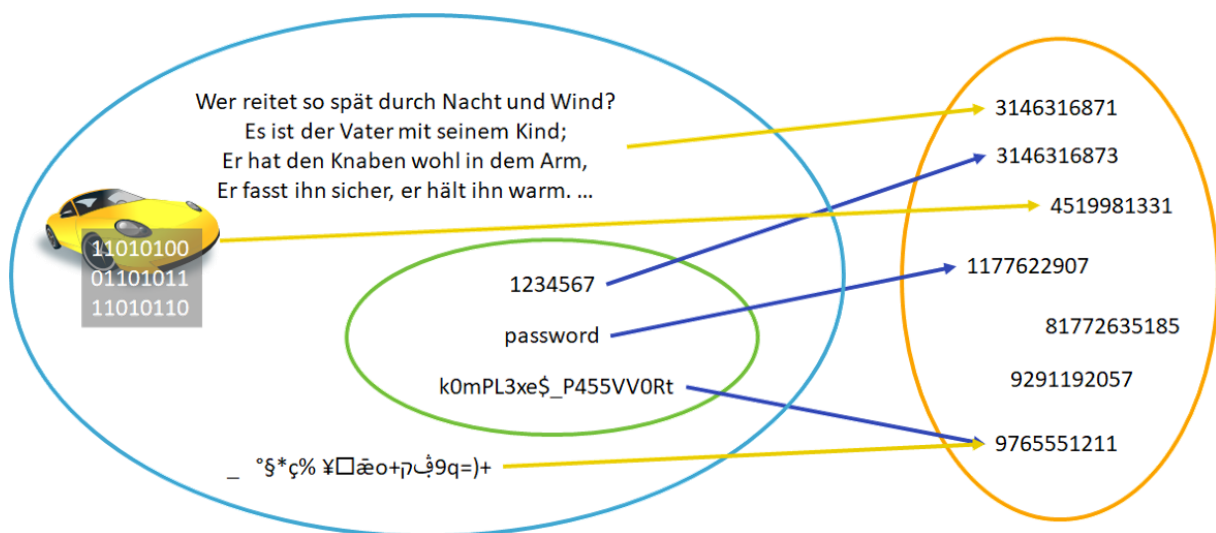 Wer reitet so spät durch Nacht und Wind?
Es ist der Vater mit seinem Kind;
Er hat den Knaben wohl in dem Arm,
Er fasst ihn sicher, er hält ihn warm. ...
11010100
01101011
11010110
1234567
password
k0mPL3xe$_P455VV0Rt
_ °§*ç% ¥□ǣo+קڤ9q=)+
3146316871
3146316873
4519981331
1177622907
81772635185
9291192057
9765551211